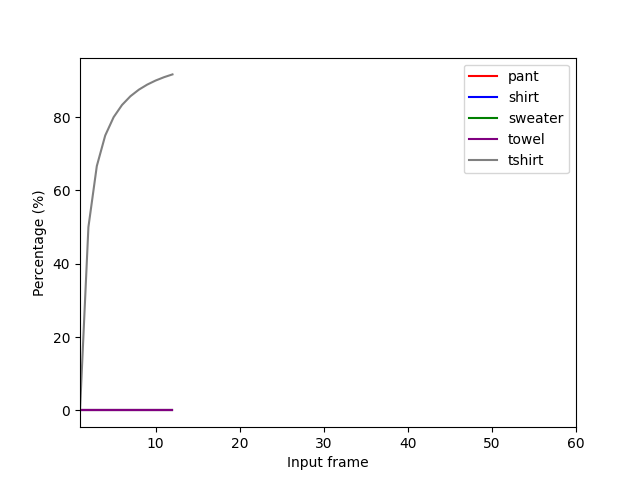 pant
shirt
sweater
towel
tshirt
80
60
40
20
0
Percentage (%)
10 20 30 40 50 60
Input frame